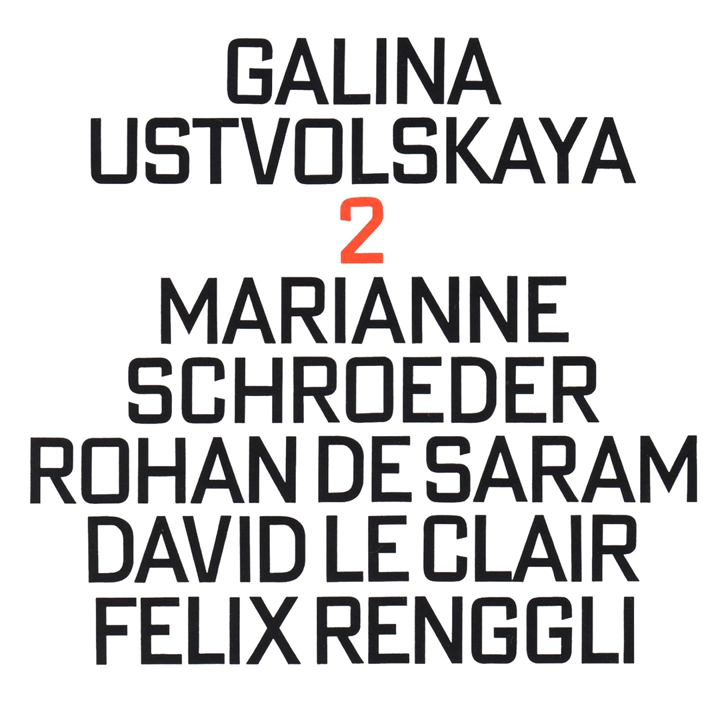 GALINA
USTVOLSKAYA
2
MARIANNE
SCHROEDER
ROHAN DE SARAM
DAVID LE CLAIR
FELIX RENGGLI